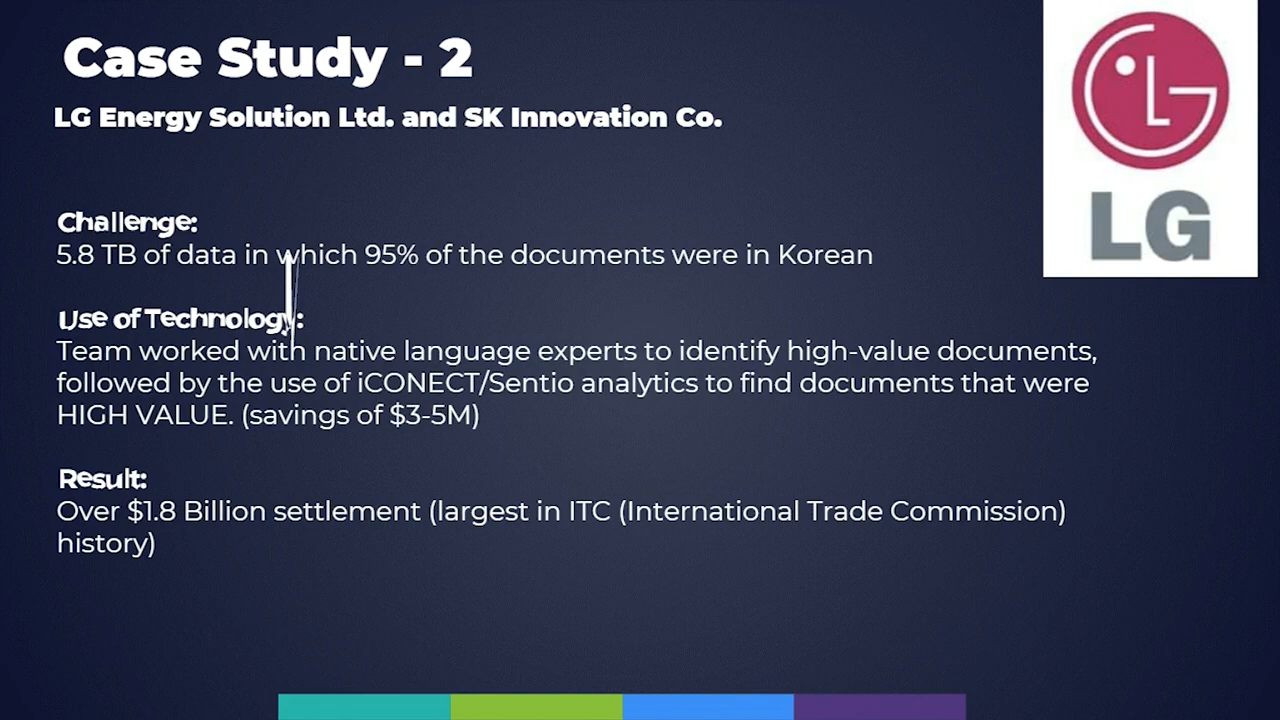 Case Study - 2
LG Energy Solution Ltd. and SK Innovation Co.
LG
Challenge:
5.8 TB of data in which 95% of the documents were in Korean
Use of Technology:
Team worked with native language experts to identify high-value documents,
followed by the use of iCONECT/Sentio analytics to find documents that were
HIGH VALUE. (savings of $3-5M)
Result:
Over $1.8 Billion settlement (largest in ITC (International Trade Commission)
history)